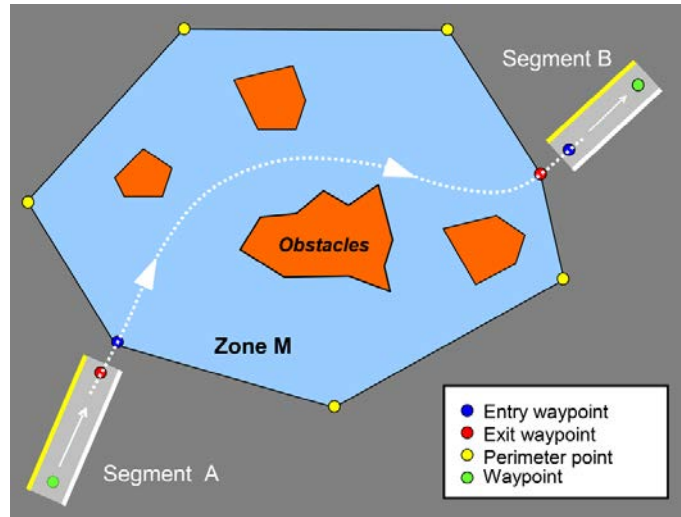 Segment B
Obstacles
Zone M
Segment A
Entry waypoint
Exit waypoint
Perimeter point
Waypoint